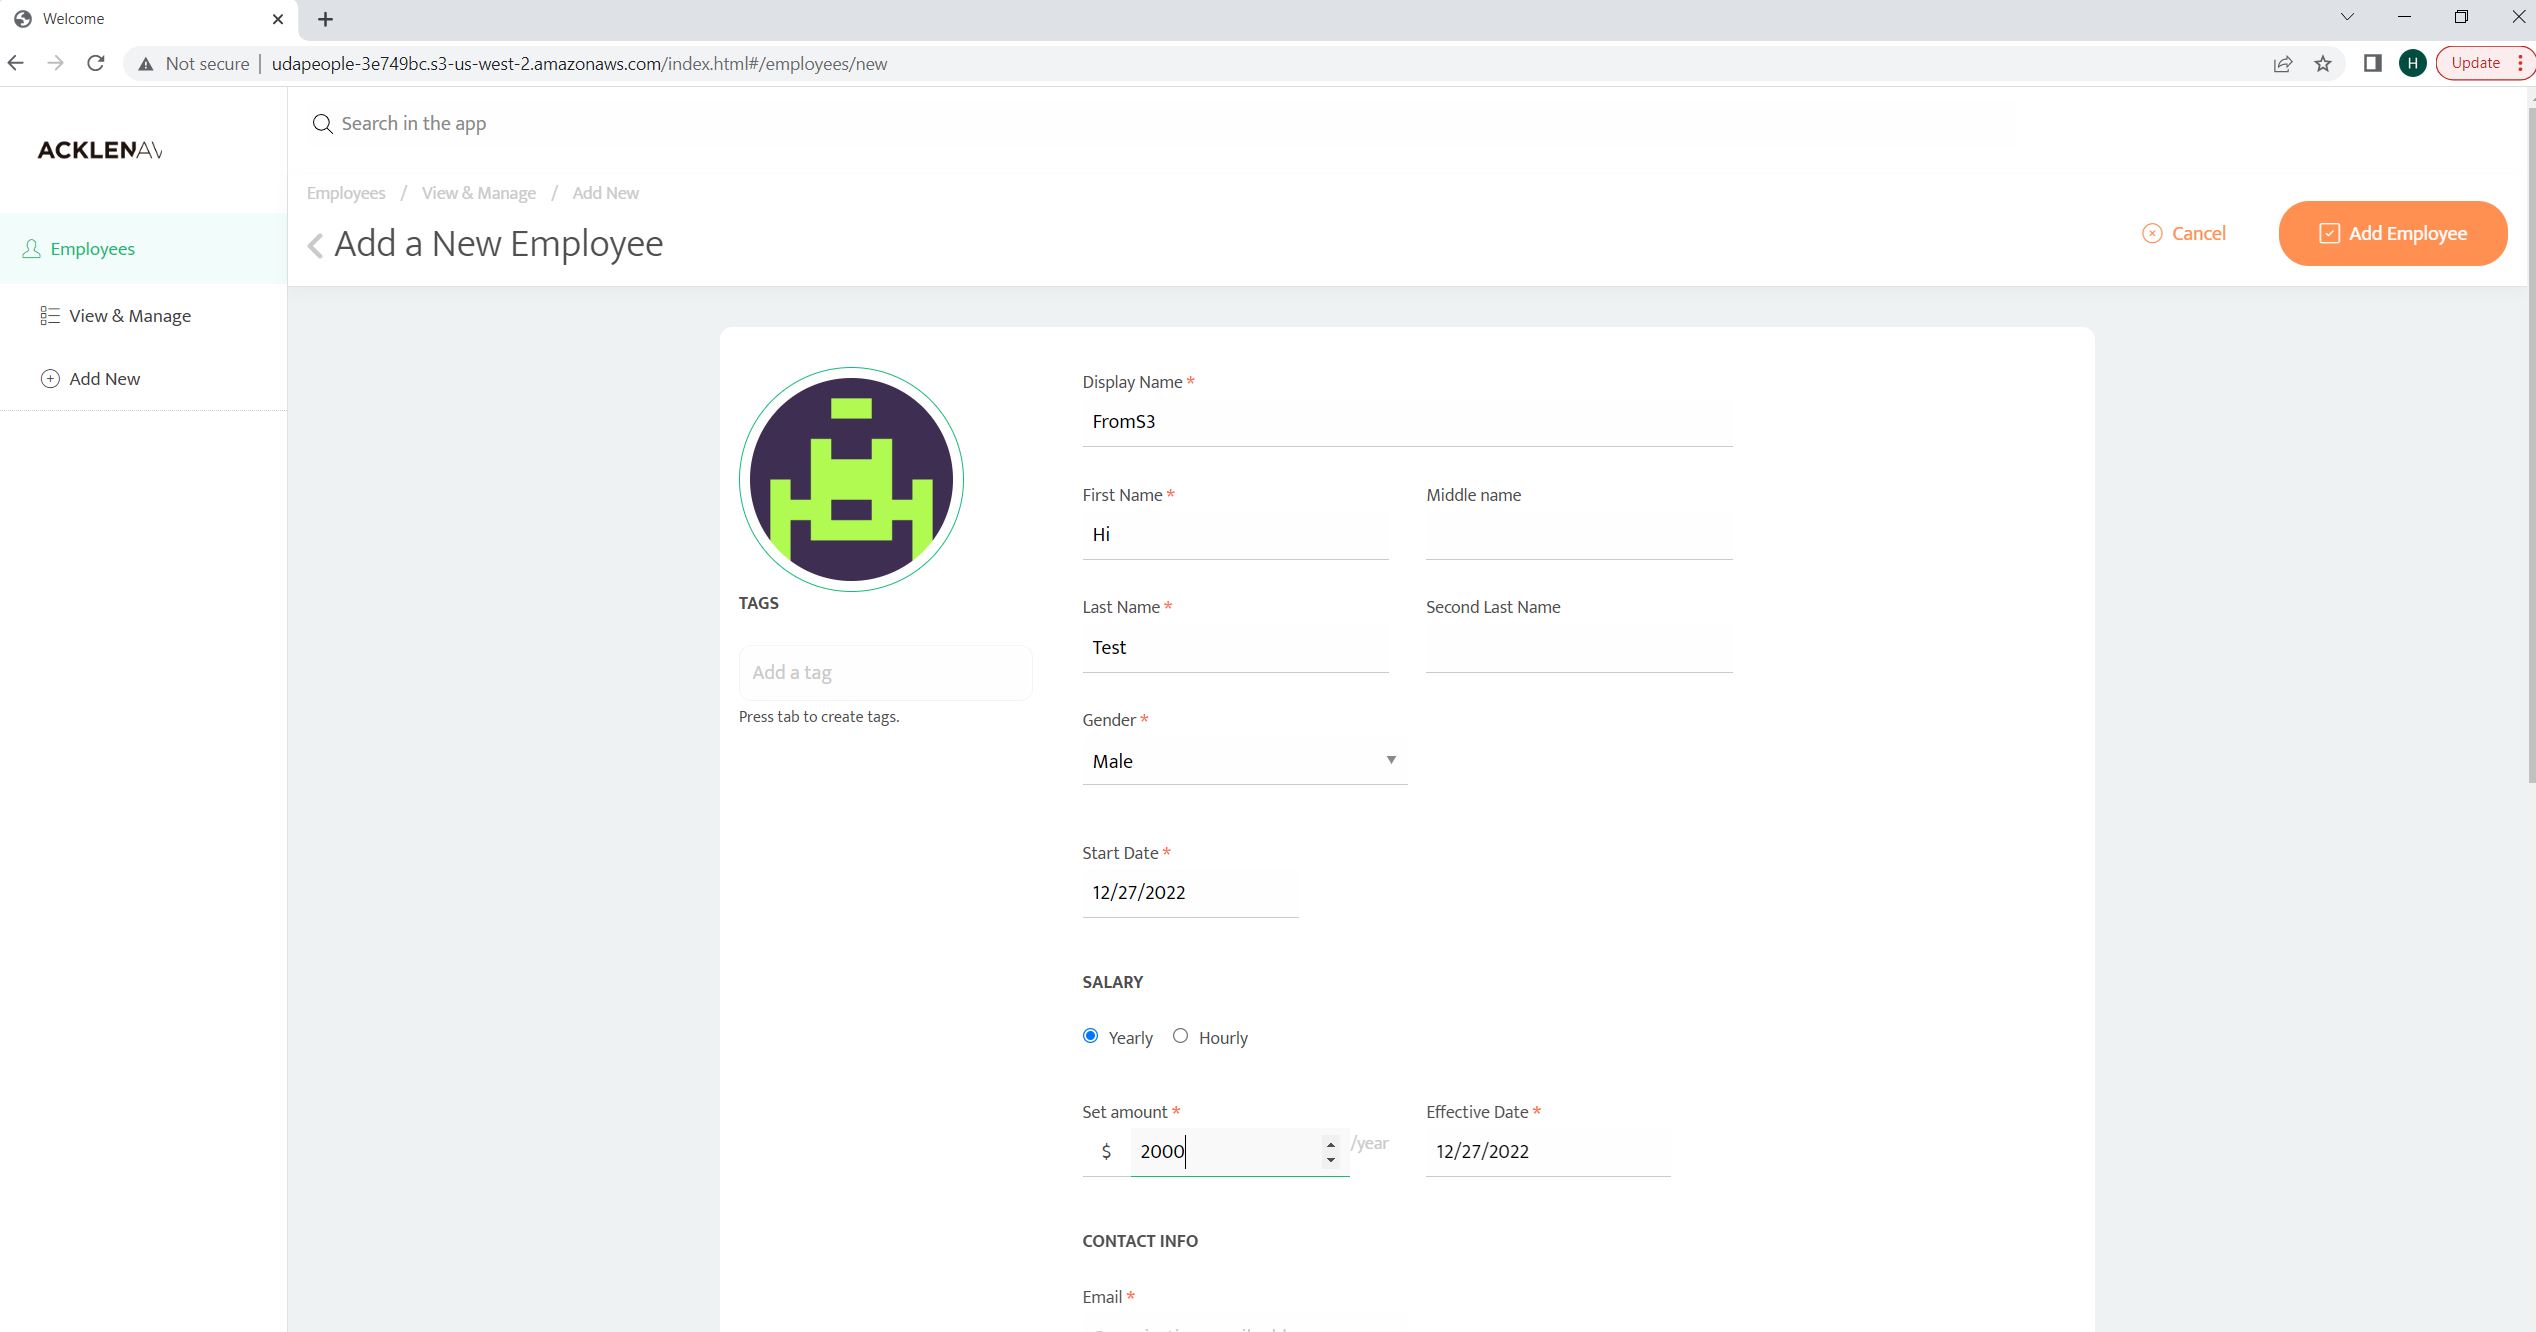 Welcome
Not secure | udapeople-3e749bc.s3-us-west-2.amazonaws.com/index.html#/employees/new
H
Update
ACKLENAV
Search in the app
Employees / View & Manage / Add New
Add a New Employee
Cancel
Add Employee
Employees
View & Manage
Add New
TAGS
Add a tag
Press tab to create tags.
Display Name *
FromS3
First Name *
Middle name
Hi
Last Name *
Second Last Name
Test
Gender *
Male
Start Date *
12/27/2022
SALARY
Yearly
Hourly
Set amount *
Effective Date *
$ 2000 /year
12/27/2022
CONTACT INFO
Email *